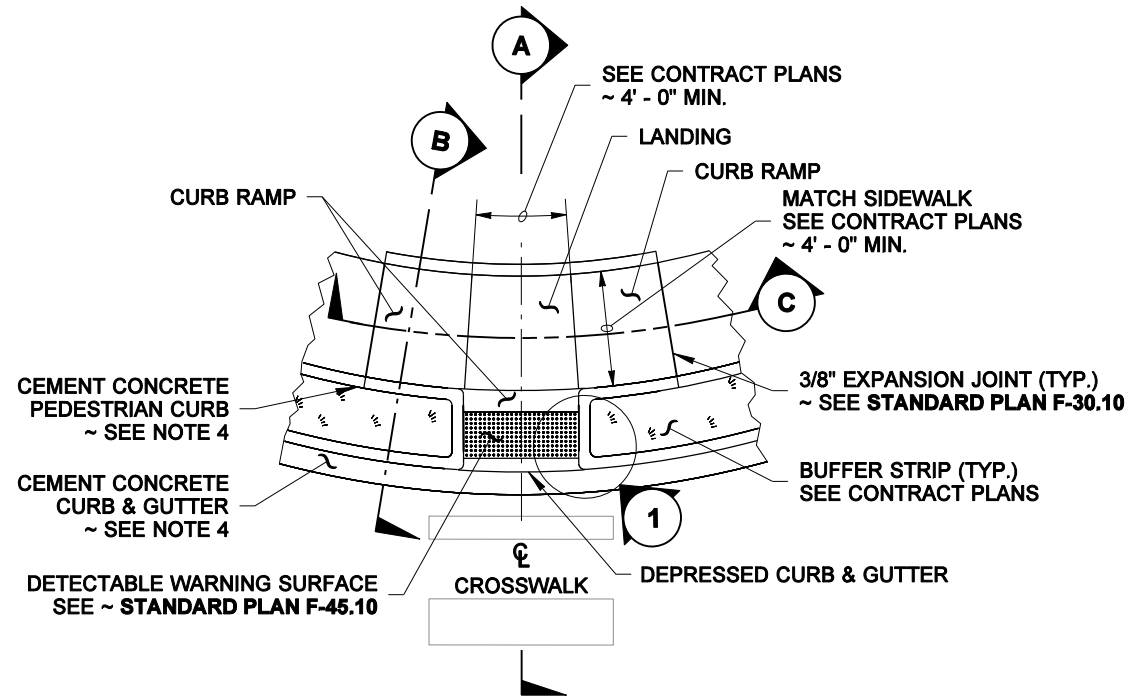 A
SEE CONTRACT PLANS
~ 4' - 0" MIN.
B
LANDING
CURB RAMP
CURB RAMP
MATCH SIDEWALK
SEE CONTRACT PLANS
~ 4' - 0" MIN.
C
CEMENT CONCRETE
PEDESTRIAN CURB
~ SEE NOTE 4
3/8" EXPANSION JOINT (TYP.)
~ SEE STANDARD PLAN F-30.10
CEMENT CONCRETE
CURB & GUTTER
~ SEE NOTE 4
BUFFER STRIP (TYP.)
SEE CONTRACT PLANS
1
℄
CROSSWALK
DETECTABLE WARNING SURFACE
SEE ~ STANDARD PLAN F-45.10
DEPRESSED CURB & GUTTER